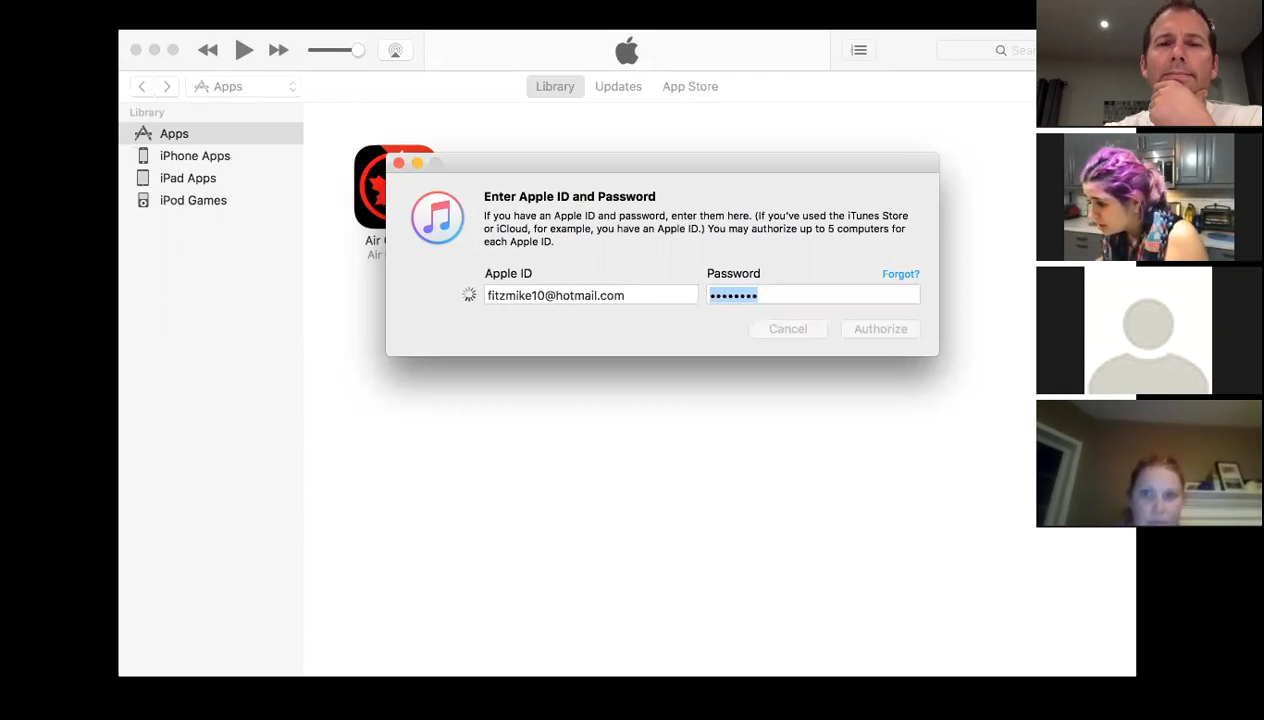 Sea
Apps
Library
Updates
App Store
Library
Apps
iPhone Apps
iPad Apps
iPod Games
Air
Air
Enter Apple ID and Password
If you have an Apple ID and password, enter them here. (If you've used the iTunes Store
or iCloud, for example, you have an Apple ID.) You may authorize up to 5 computers for
each Apple ID.
Apple ID
Password
Forgot?
fitzmike10@hotmail.com
••••••••
Cancel
Authorize